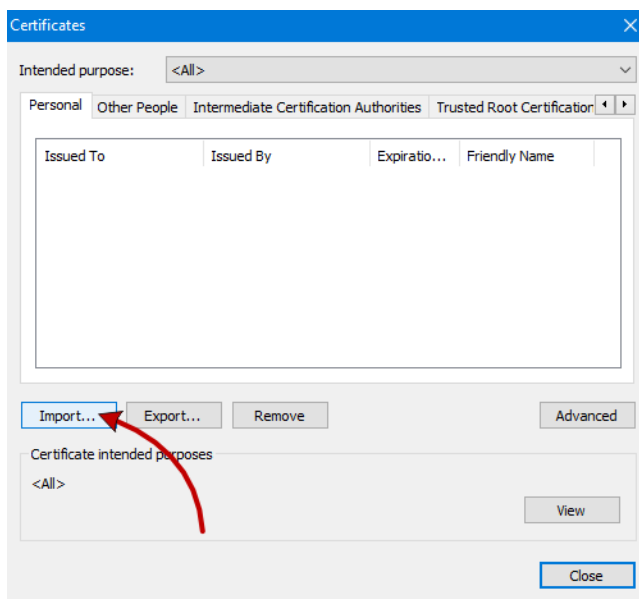 Certificates
Intended purpose: <All>
Personal Other People Intermediate Certification Authorities Trusted Root Certification
Issued To Issued By Expiratio... Friendly Name
Import... Export... Remove Advanced
Certificate intended purposes
<All>
View
Close